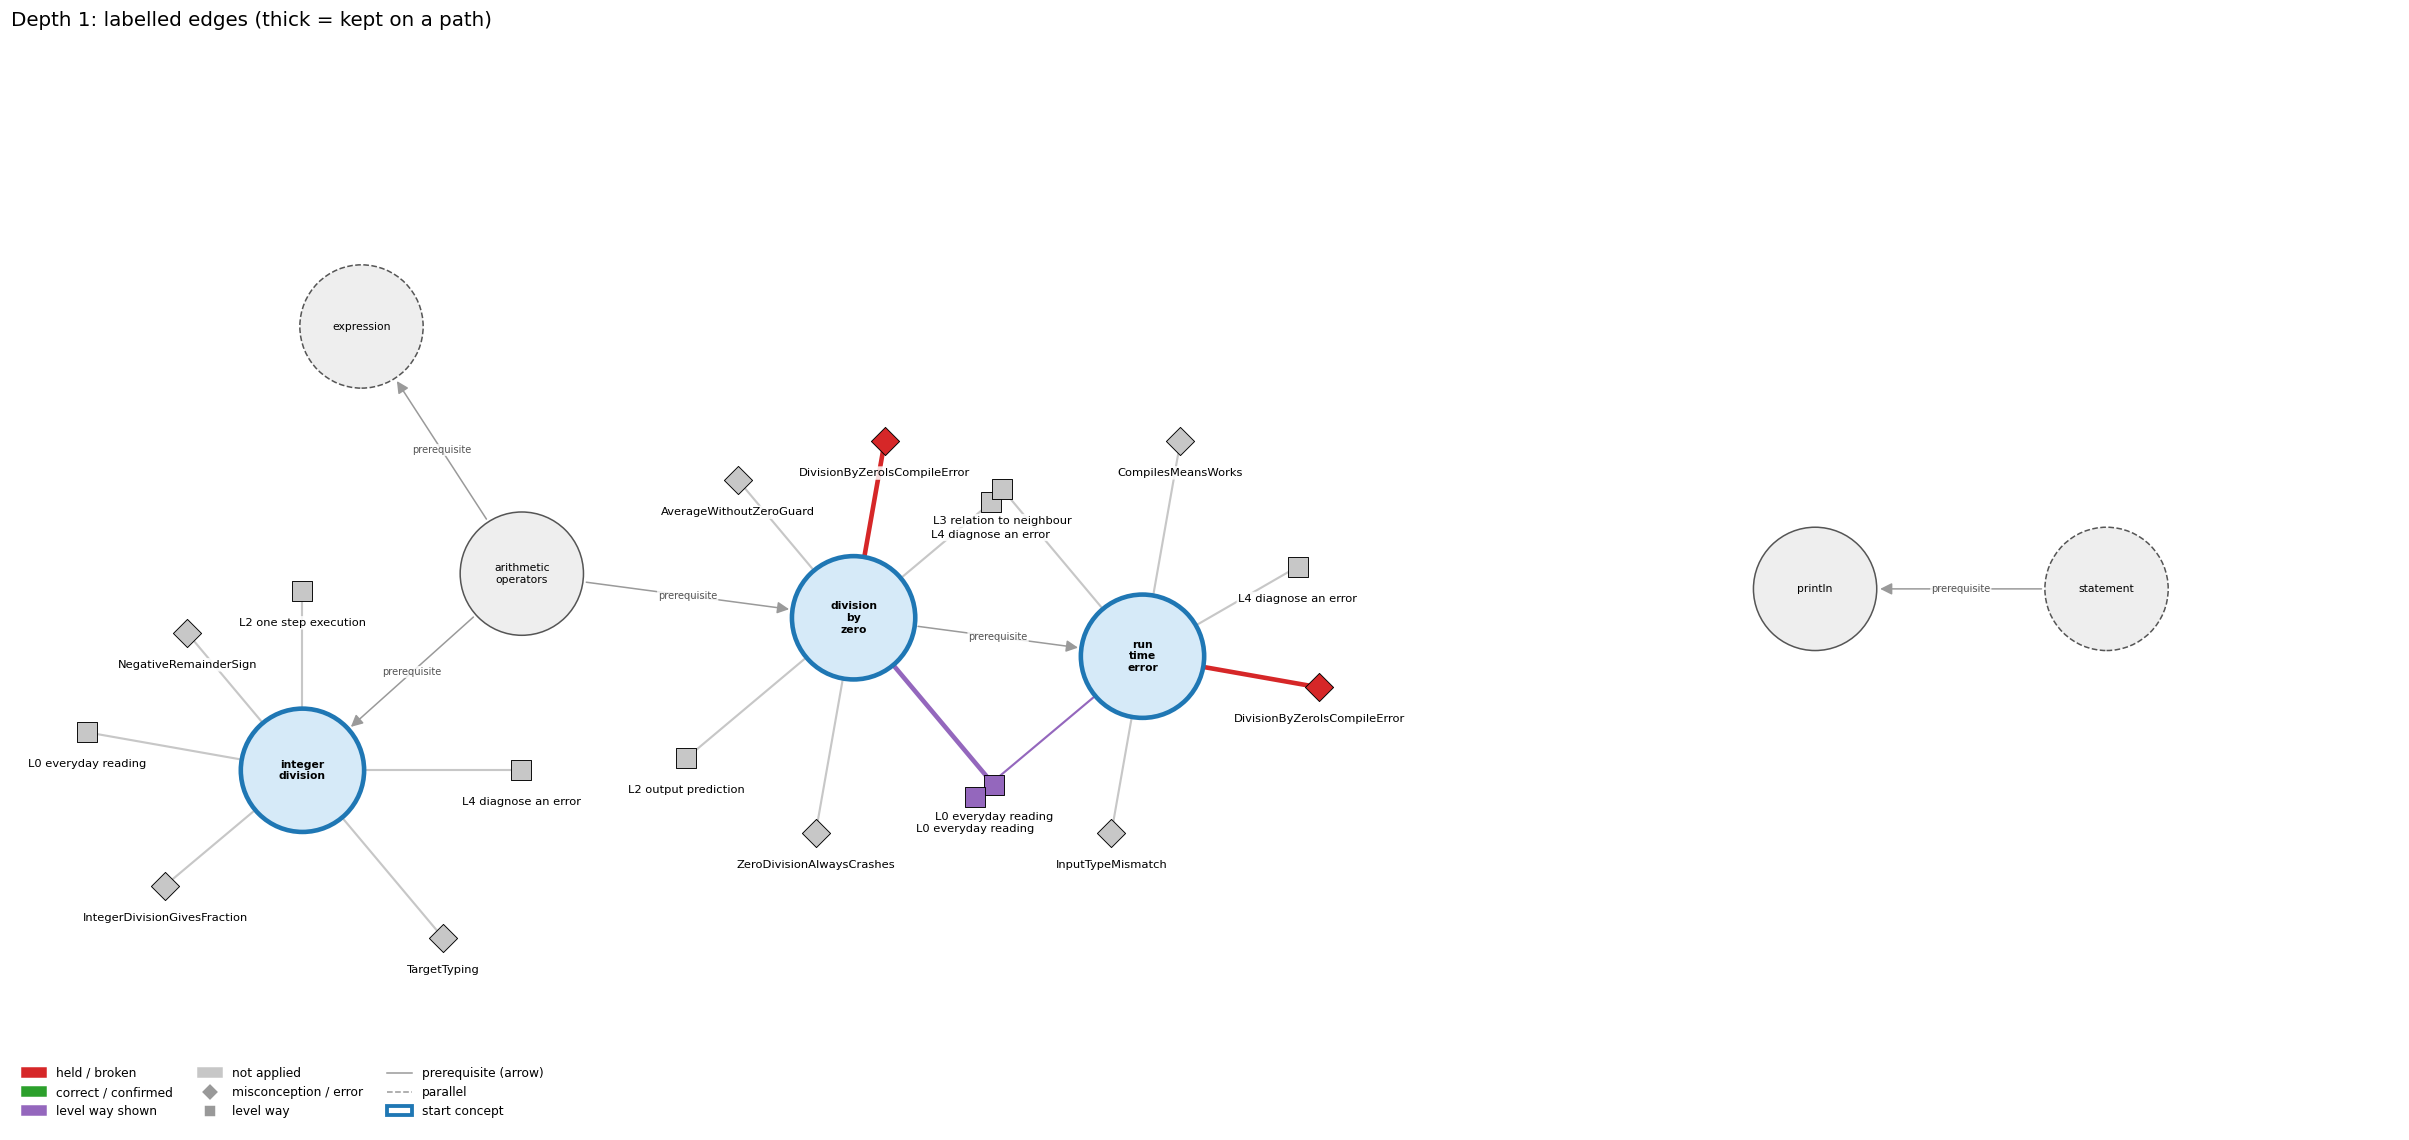 Depth 1: labelled edges (thick = kept on a path)
expression
prerequisite
DivisionByZeroIsCompileError
CompilesMeansWorks
AverageWithoutZeroGuard
L3 relation to neighbour
L4 diagnose an error
arithmetic
operators
prerequisite
L4 diagnose an error
println
prerequisite
statement
L2 one step execution
NegativeRemainderSign
prerequisite
division
by
zero
prerequisite
run
time
error
DivisionByZeroIsCompileError
L0 everyday reading
integer
division
L4 diagnose an error
L2 output prediction
L0 everyday reading
L0 everyday reading
ZeroDivisionAlwaysCrashes
InputTypeMismatch
IntegerDivisionGivesFraction
TargetTyping
held / broken
correct / confirmed
level way shown
not applied
misconception / error
level way
prerequisite (arrow)
parallel
start concept